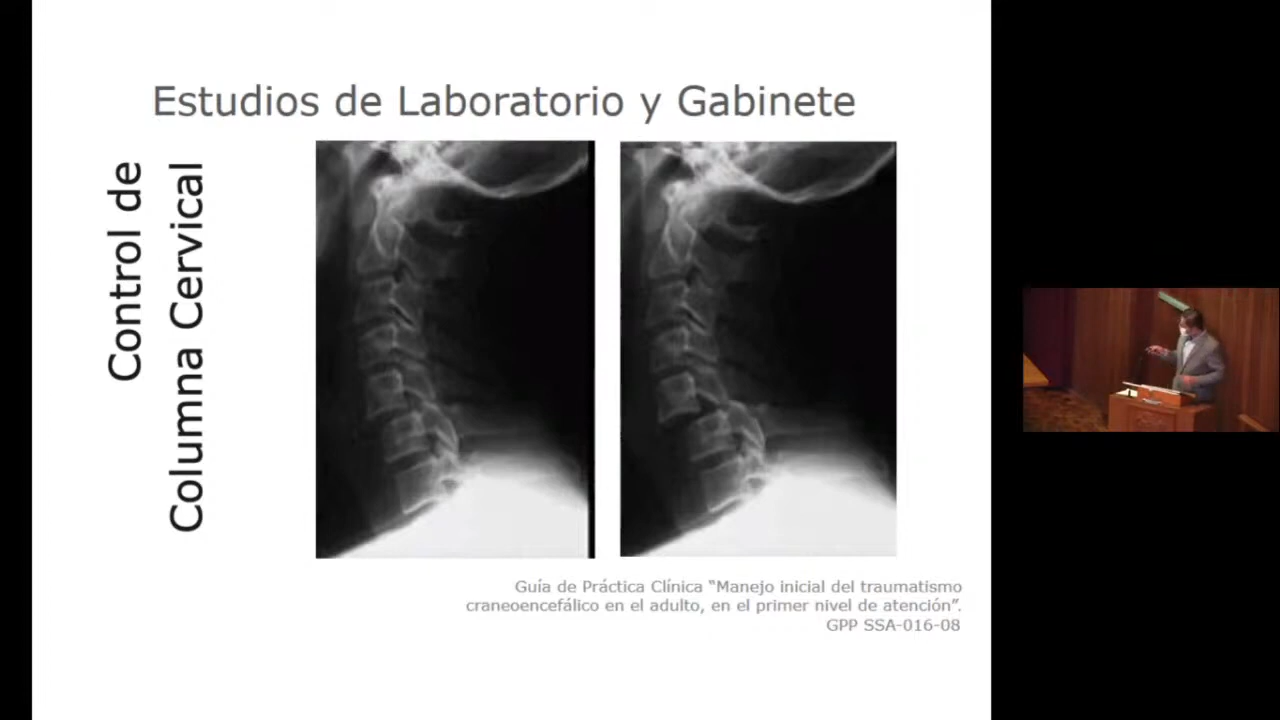 Estudios de Laboratorio y Gabinete
Control de
Columna Cervical
Guía de Práctica Clínica “Manejo inicial del traumatismo
craneoencefálico en el adulto, en el primer nivel de atención”.
GPP SSA-016-08